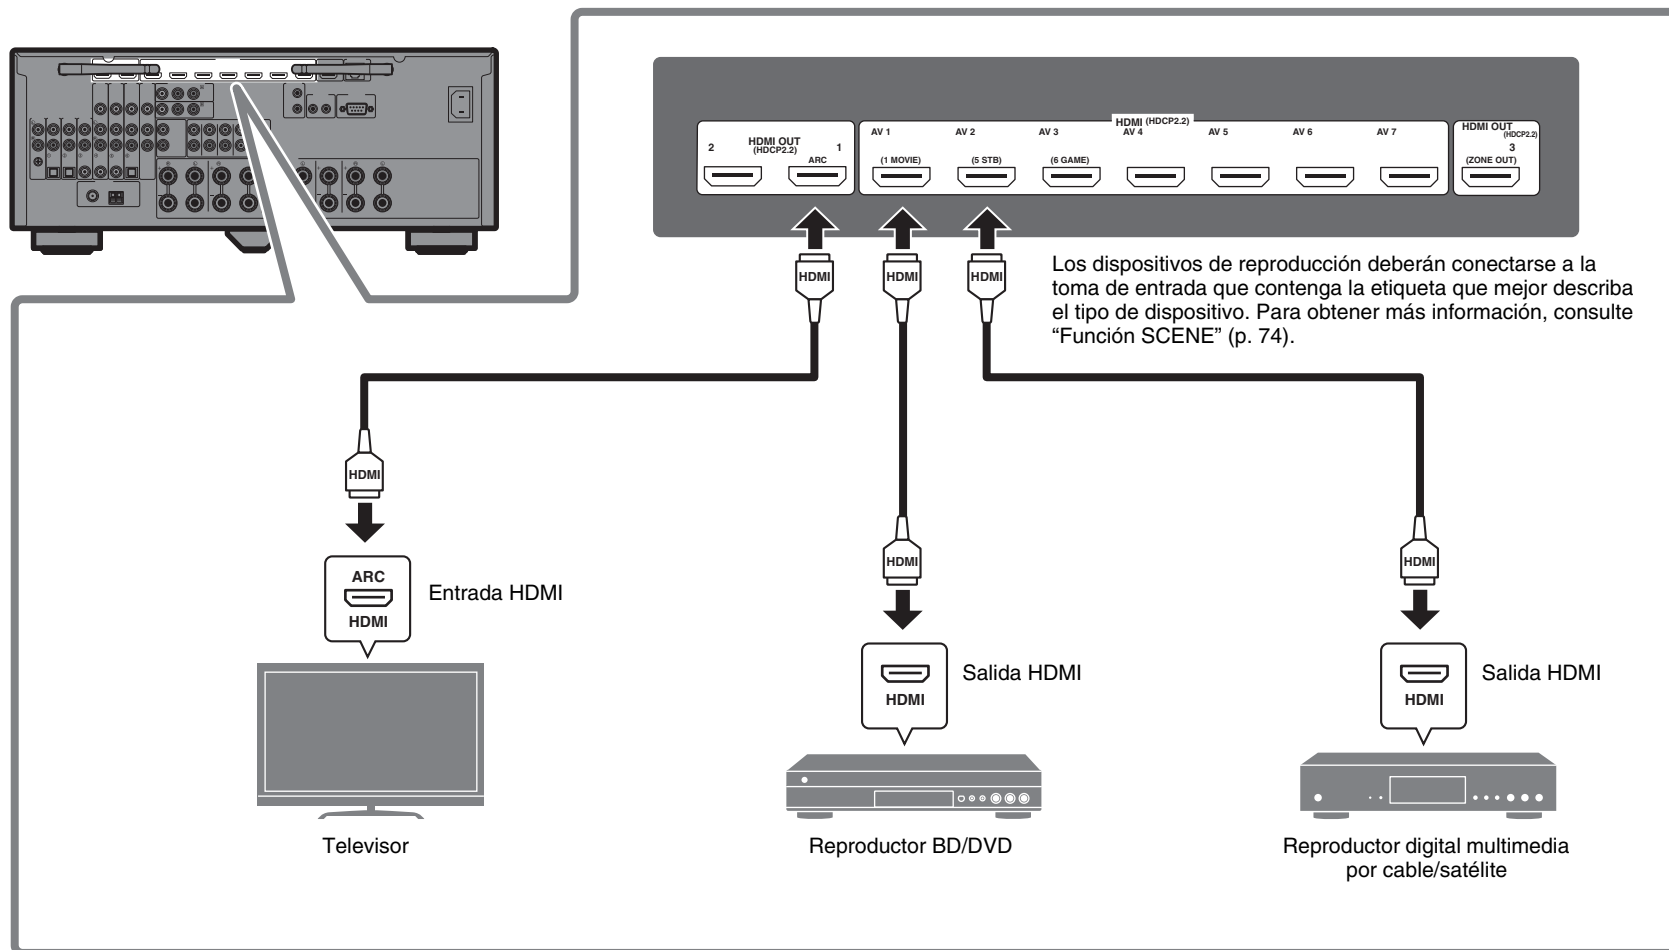 HDMI (HDCP2.2)
HDMI OUT
(HDCP2.2)
2
1
ARC
AV 1
(1 MOVIE)
AV 2
(5 STB)
AV 3
(6 GAME)
AV 4
AV 5
AV 6
AV 7
HDMI OUT
(HDCP2.2)
3
(ZONE OUT)
HDMI
HDMI
HDMI
Los dispositivos de reproducción deberán conectarse a la
toma de entrada que contenga la etiqueta que mejor describa
el tipo de dispositivo. Para obtener más información, consulte
“Función SCENE” (p. 74).
HDMI
HDMI
HDMI
ARC
HDMI
Entrada HDMI
HDMI
Salida HDMI
HDMI
Salida HDMI
Televisor
Reproductor BD/DVD
Reproductor digital multimedia
por cable/satélite